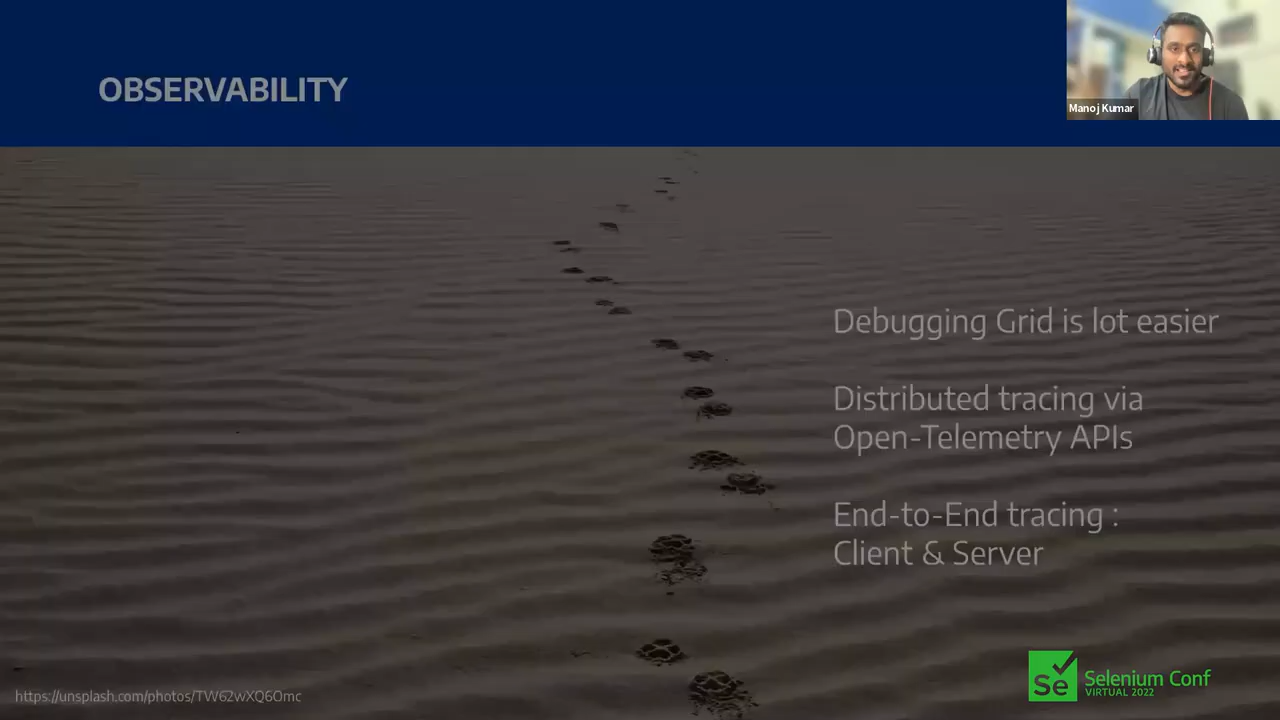 OBSERVABILITY
Manoj Kumar
Debugging Grid is lot easier
Distributed tracing via
Open-Telemetry APIs
End-to-End tracing :
Client & Server
https://unsplash.com/photos/TW62wXQ6Omc
Se
Selenium Conf
VIRTUAL 2022